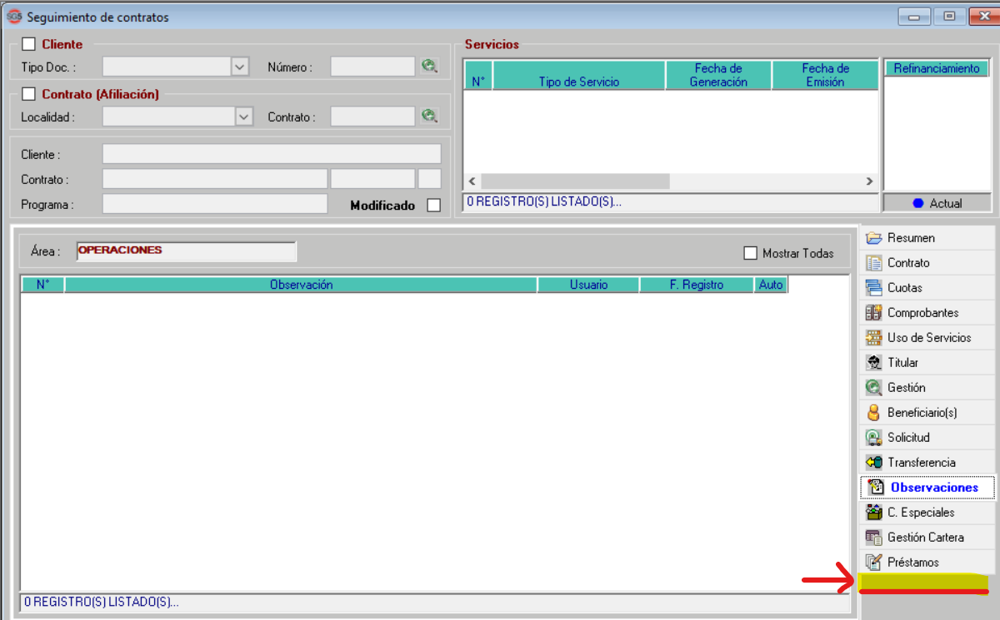 SG5 Seguimiento de contratos
Cliente
Tipo Doc. :
Número :
Contrato (Afiliación)
Localidad :
Contrato :
Cliente :
Contrato :
Programa :
Modificado
Servicios
N° Tipo de Servicio Fecha de Generación Fecha de Emisión
0 REGISTRO(S) LISTADO(S)...
Refinanciamiento
Actual
Área : OPERACIONES
Mostrar Todas
N° Observación Usuario F. Registro Auto
0 REGISTRO(S) LISTADO(S)...
Resumen
Contrato
Cuotas
Comprobantes
Uso de Servicios
Titular
Gestión
Beneficiario(s)
Solicitud
Transferencia
Observaciones
C. Especiales
Gestión Cartera
Préstamos